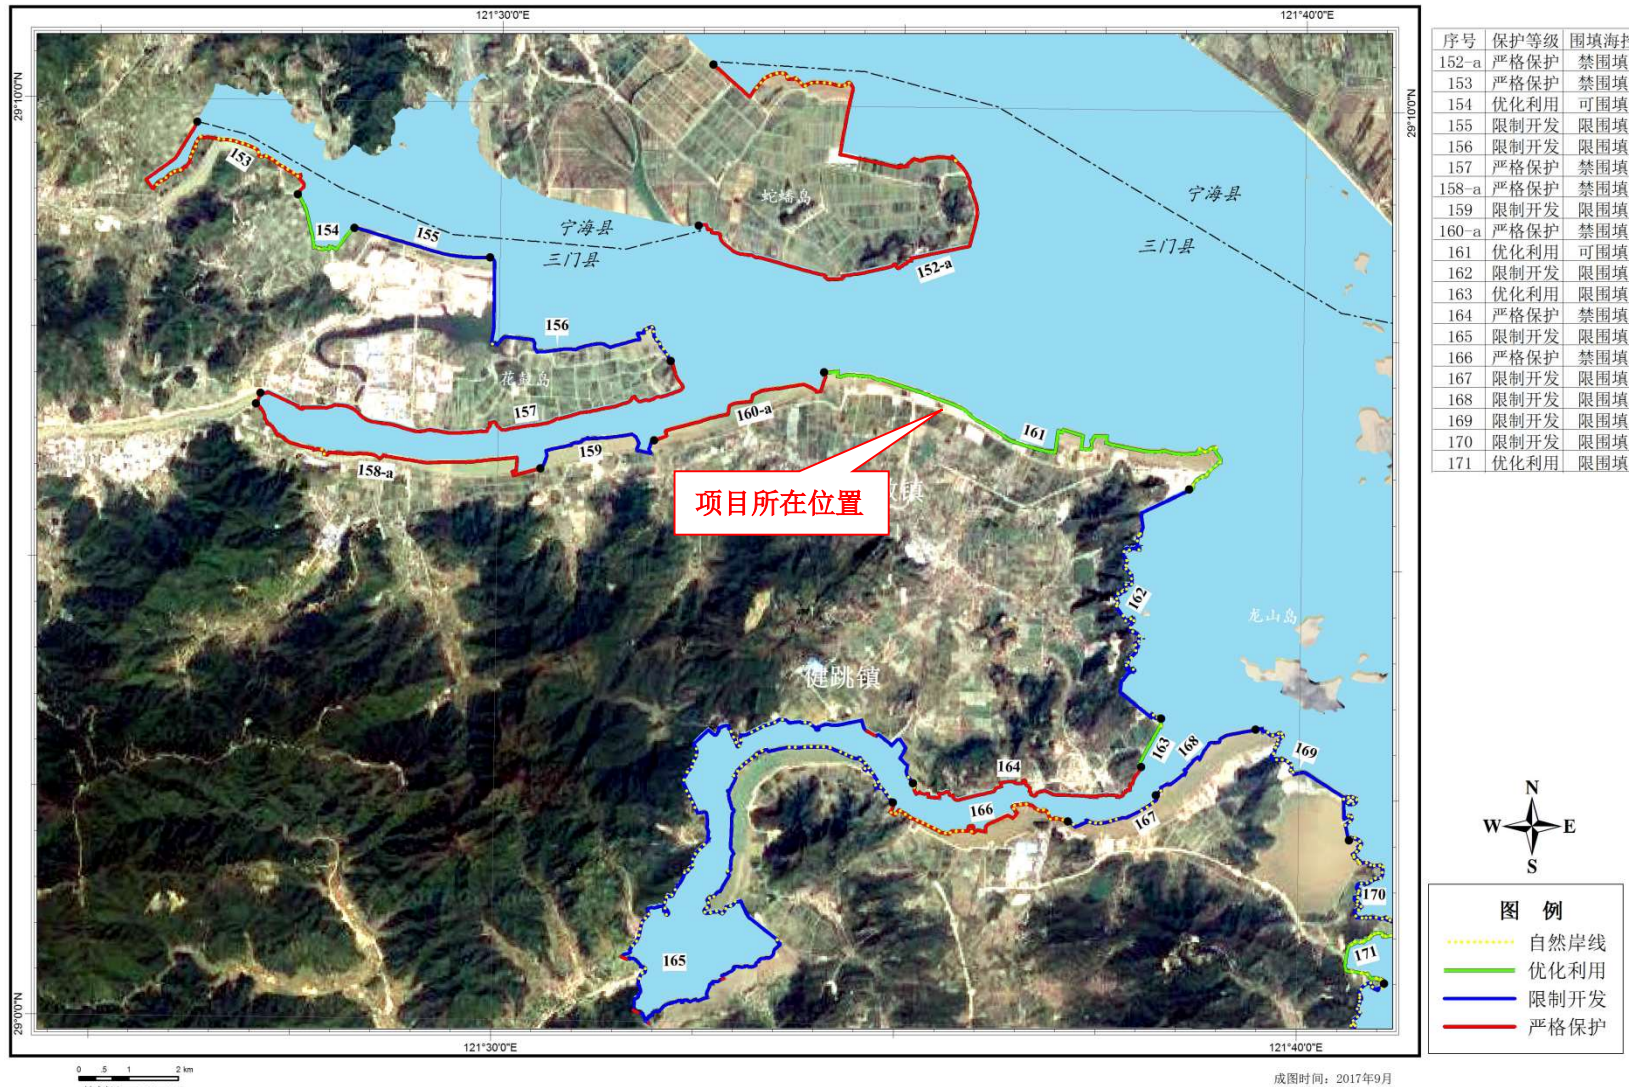 121°30'0"E
121°40'0"E
29°10'0"N
29°10'0"N
序号 保护等级 围填海
152-a 严格保护 禁围填
153 严格保护 禁围填
154 优化利用 可围填
155 限制开发 限围填
156 限制开发 限围填
157 严格保护 禁围填
158-a 严格保护 禁围填
159 限制开发 限围填
160-a 严格保护 禁围填
161 优化利用 可围填
162 限制开发 限围填
163 优化利用 限围填
164 严格保护 禁围填
165 限制开发 限围填
166 严格保护 禁围填
167 限制开发 限围填
168 限制开发 限围填
169 限制开发 限围填
170 限制开发 限围填
171 优化利用 限围填
153
蛇蟠岛
宁海县
154
155
宁海县
三门县
三门县
152-a
156
花鼓岛
157
160-a
161
159
158-a
项目所在位置
镇
162
龙山岛
健跳镇
163
168
169
164
166
167
170
171
165
N
W E
S
图 例
自然岸线
优化利用
限制开发
严格保护
29°0'0"N
121°30'0"E
121°40'0"E
0 .5 1 2 km
成图时间：2017年9月